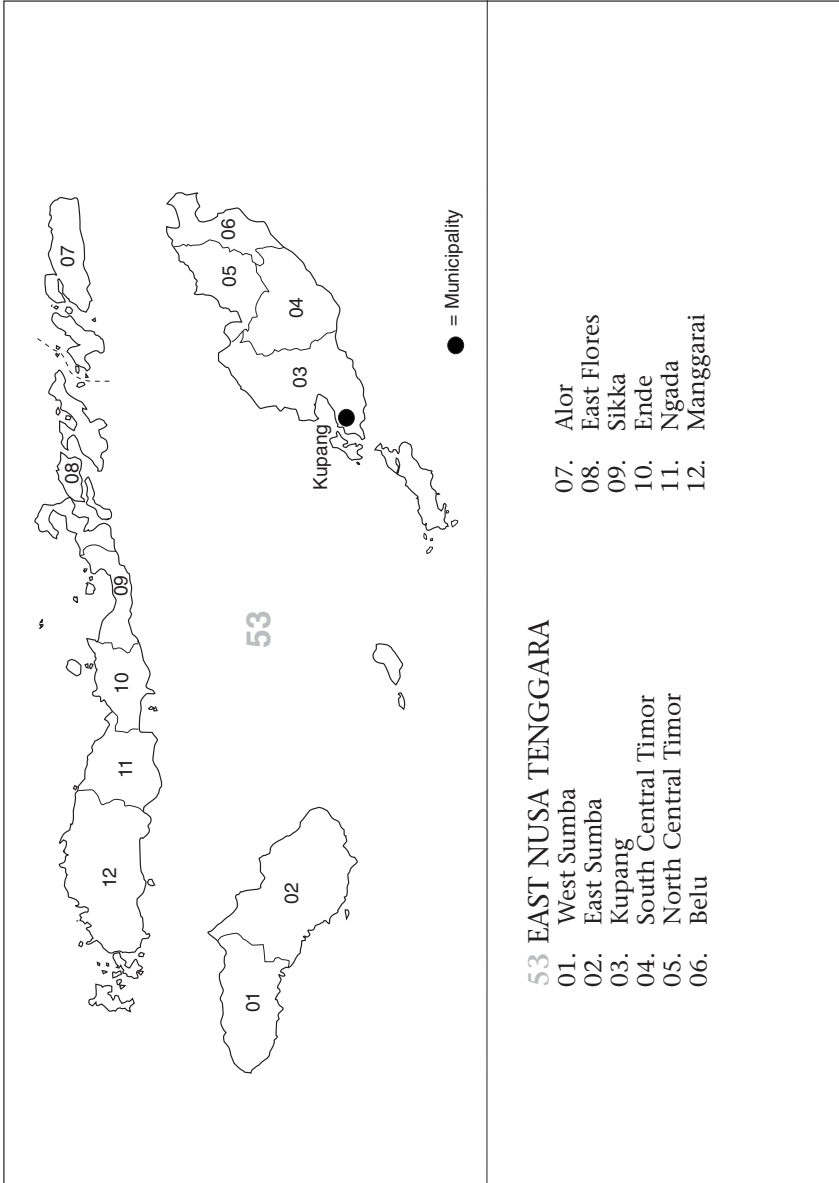 07
08
09
10
11
12
06
05
04
03
Kupang
53
02
01
= Municipality
53 EAST NUSA TENGGARA
01. West Sumba
02. East Sumba
03. Kupang
04. South Central Timor
05. North Central Timor
06. Belu
07. Alor
08. East Flores
09. Sikka
10. Ende
11. Ngada
12. Manggarai